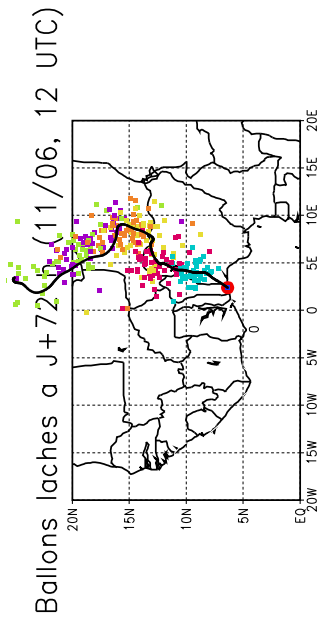 Ballons laches a J+72 (11/06, 12 UTC)
20N
15N
10N
5N
EQ
20W
15W
10W
5W
0
5E
10E
15E
20E
0